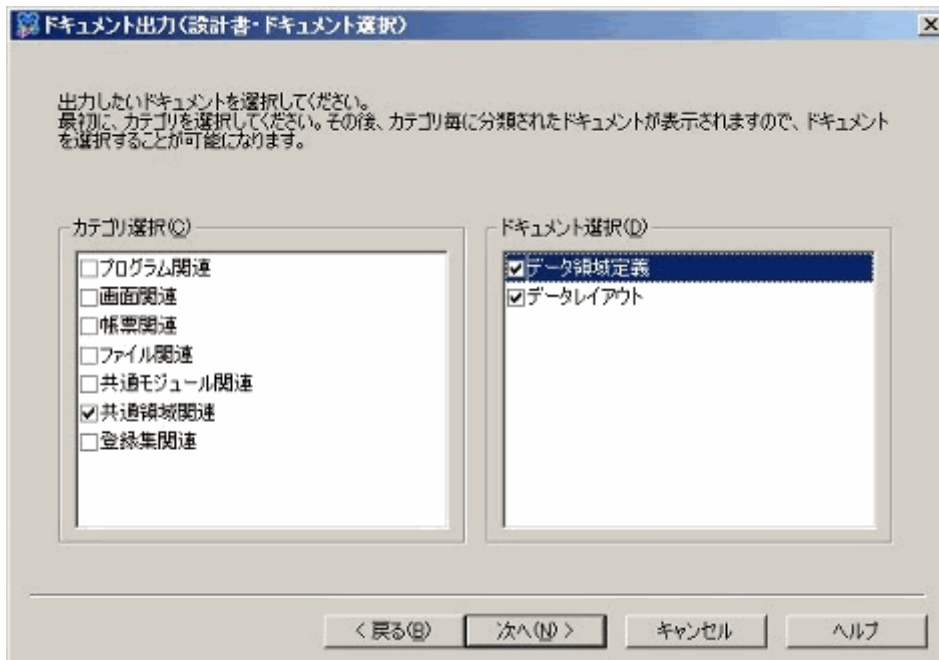 ドキュメント出力(設計書・ドキュメント選択)
出力したいドキュメントを選択してください。
最初に、カテゴリを選択してください。その後、カテゴリ毎に分類されたドキュメントが表示されますので、ドキュメント
を選択することが可能になります。
カテゴリ選択(C)
プログラム関連
画面関連
帳票関連
ファイル関連
共通モジュール関連
共通領域関連
登録集関連
ドキュメント選択(D)
データ領域定義
データレイアウト
< 戻る(B)
次へ(N) >
キャンセル
ヘルプ